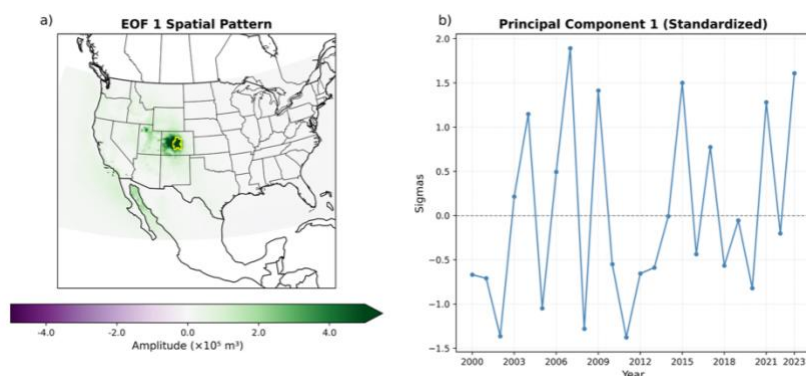 a)
EOF 1 Spatial Pattern
-4.0 -2.0 0.0 2.0 4.0
Amplitude (×10⁵ m³)
b)
Principal Component 1 (Standardized)
2.0
1.5
1.0
0.5
0.0
-0.5
-1.0
-1.5
Sigmas
2000 2003 2006 2009 2012 2015 2018 2021 2023
Year